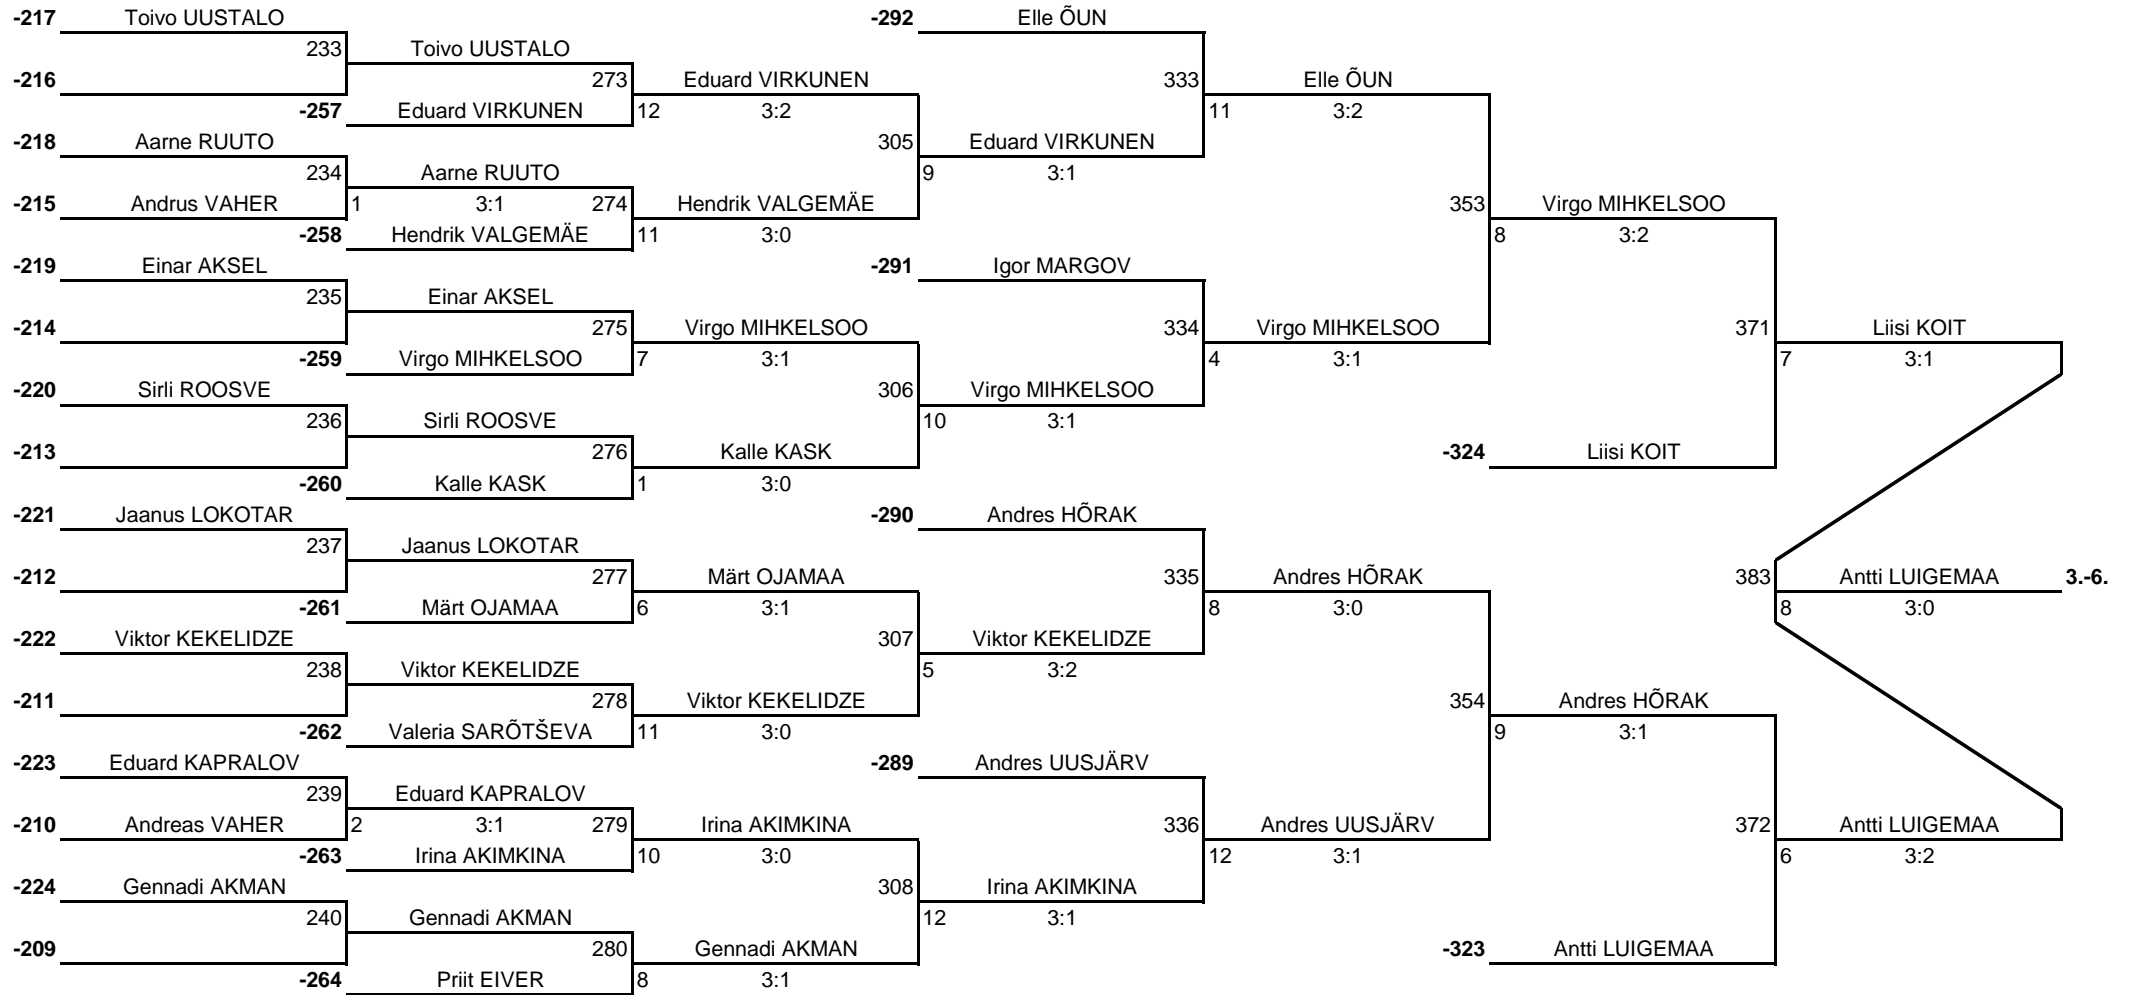 -217 Toivo UUSTALO -292 Elle ÕUN
233 Toivo UUSTALO
-216 273 Eduard VIRKUNEN 333 Elle ÕUN
-257 Eduard VIRKUNEN 12 3:2 11 3:2
-218 Aarne RUUTO 305 Eduard VIRKUNEN
234 Aarne RUUTO 9 3:1
-215 Andrus VAHER 1 3:1 274 Hendrik VALGEMÄE 353 Virgo MIHKELSOO
-258 Hendrik VALGEMÄE 11 3:0 8 3:2
-219 Einar AKSEL -291 Igor MARGOV
235 Einar AKSEL
-214 275 Virgo MIHKELSOO 334 Virgo MIHKELSOO 371 Liisi KOIT
-259 Virgo MIHKELSOO 7 3:1 4 3:1 7 3:1
-220 Sirli ROOSVE 306 Virgo MIHKELSOO
236 Sirli ROOSVE 10 3:1
-213 276 Kalle KASK -324 Liisi KOIT
-260 Kalle KASK 1 3:0
-221 Jaanus LOKOTAR -290 Andres HÕRAK
237 Jaanus LOKOTAR
-212 277 Märt OJAMAA 335 Andres HÕRAK 383 Antti LUIGEMAA 3.-6.
-261 Märt OJAMAA 6 3:1 8 3:0 8 3:0
-222 Viktor KEKELIDZE 307 Viktor KEKELIDZE
238 Viktor KEKELIDZE 5 3:2
-211 278 Viktor KEKELIDZE 354 Andres HÕRAK
-262 Valeria SARÕTŠEVA 11 3:0 9 3:1
-223 Eduard KAPRALOV -289 Andres UUSJÄRV
239 Eduard KAPRALOV
-210 Andreas VAHER 2 3:1 279 Irina AKIMKINA 336 Andres UUSJÄRV 372 Antti LUIGEMAA
-263 Irina AKIMKINA 10 3:0 12 3:1 6 3:2
-224 Gennadi AKMAN 308 Irina AKIMKINA
240 Gennadi AKMAN 12 3:1
-209 280 Gennadi AKMAN -323 Antti LUIGEMAA
-264 Priit EIVER 8 3:1